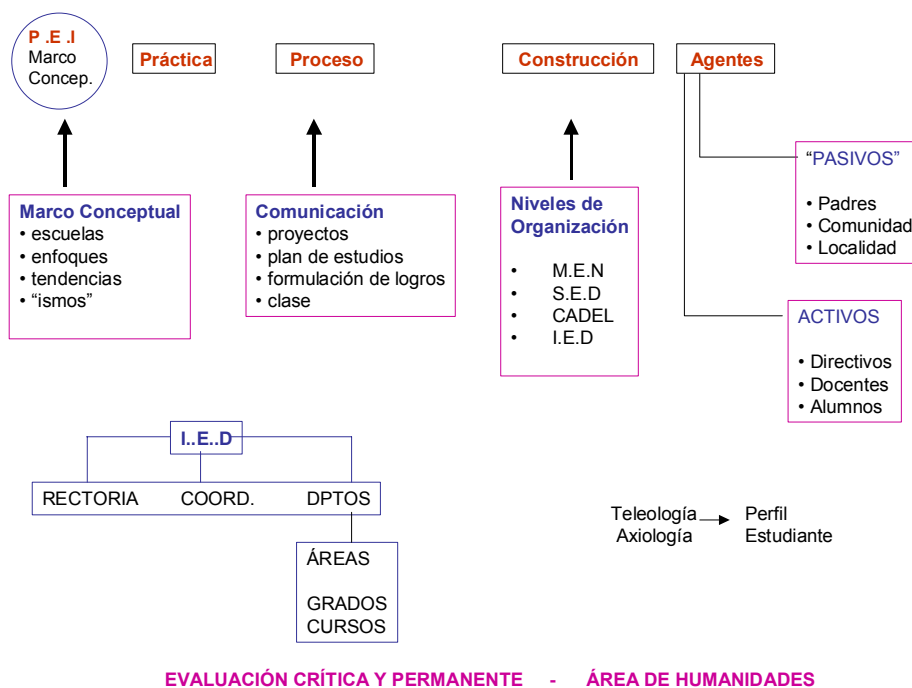 P .E .I
Marco
Concep.
Práctica
Proceso
Construcción
Agentes
Marco Conceptual
• escuelas
• enfoques
• tendencias
• “ismos”
Comunicación
• proyectos
• plan de estudios
• formulación de logros
• clase
Niveles de
Organización
• M.E.N
• S.E.D
• CADEL
• I.E.D
“PASIVOS”
• Padres
• Comunidad
• Localidad
ACTIVOS
• Directivos
• Docentes
• Alumnos
I..E..D
RECTORIA COORD. DPTOS
ÁREAS
GRADOS
CURSOS
Teleología Perfil
Axiología Estudiante
EVALUACIÓN CRÍTICA Y PERMANENTE - ÁREA DE HUMANIDADES